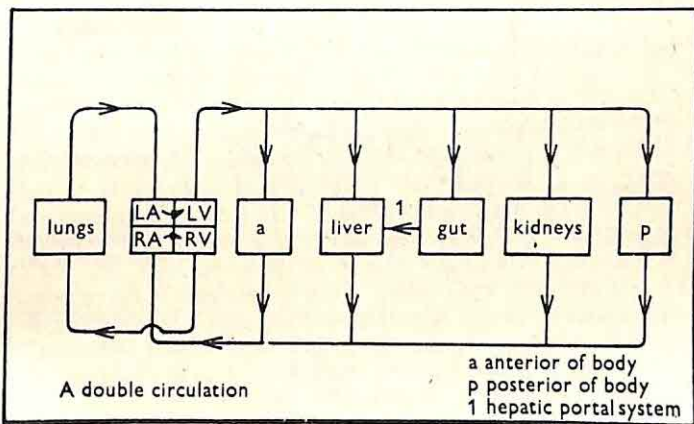 1
lungs
LA LV
RA RV
a
liver
gut
kidneys
p
A double circulation
a anterior of body
p posterior of body
1 hepatic portal system